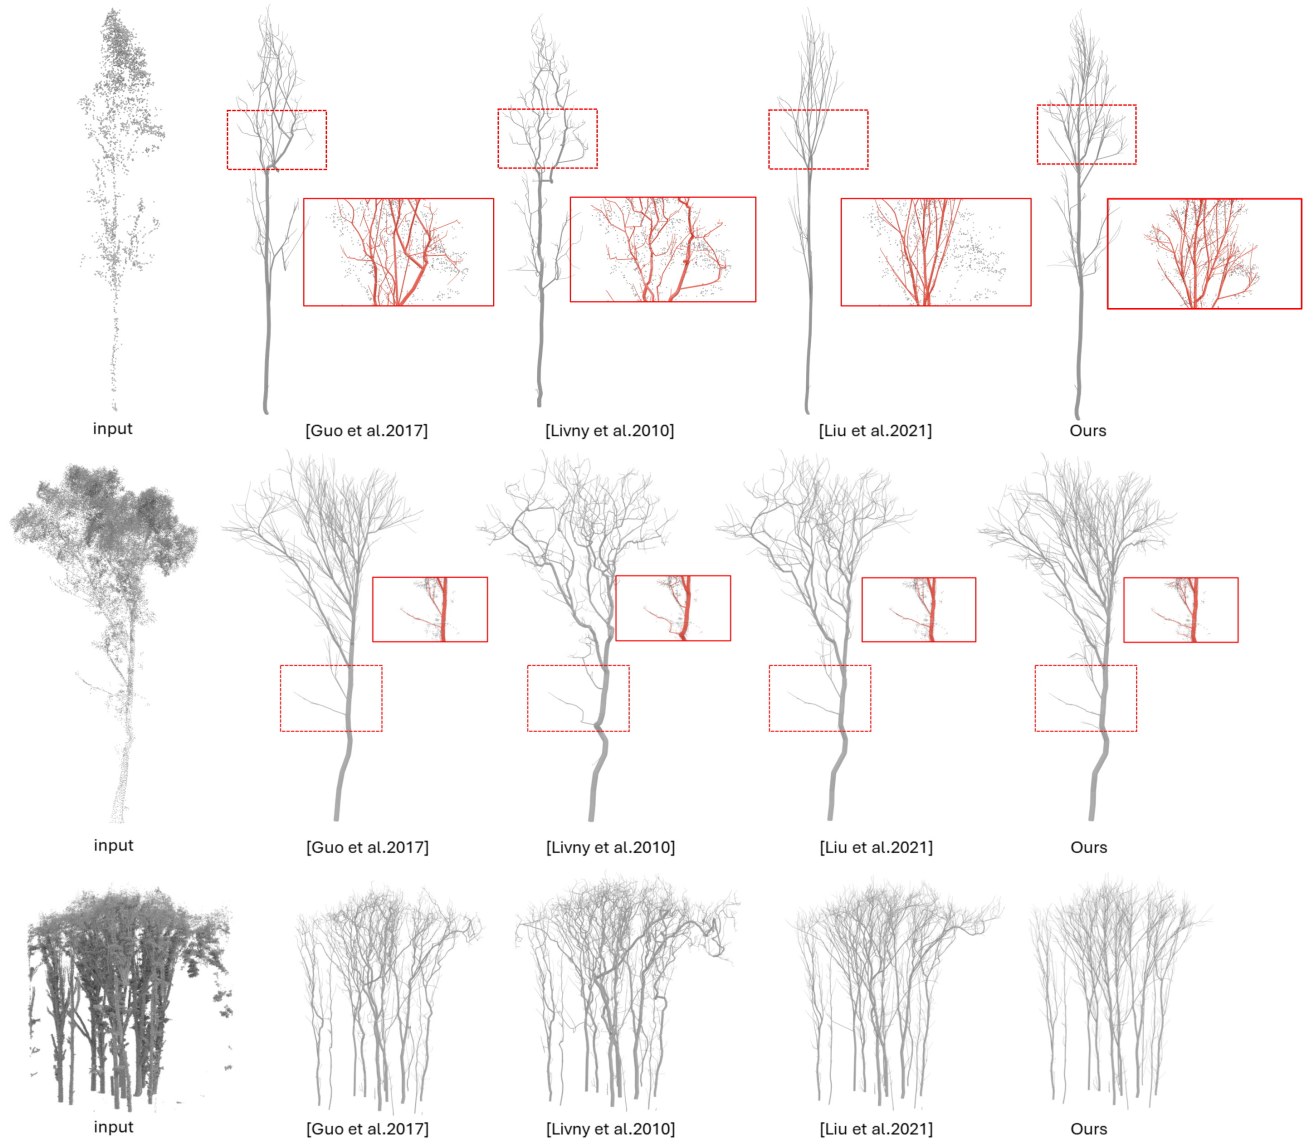 input
[Guo et al.2017]
[Livny et al.2010]
[Liu et al.2021]
Ours
input
[Guo et al.2017]
[Livny et al.2010]
[Liu et al.2021]
Ours
input
[Guo et al.2017]
[Livny et al.2010]
[Liu et al.2021]
Ours